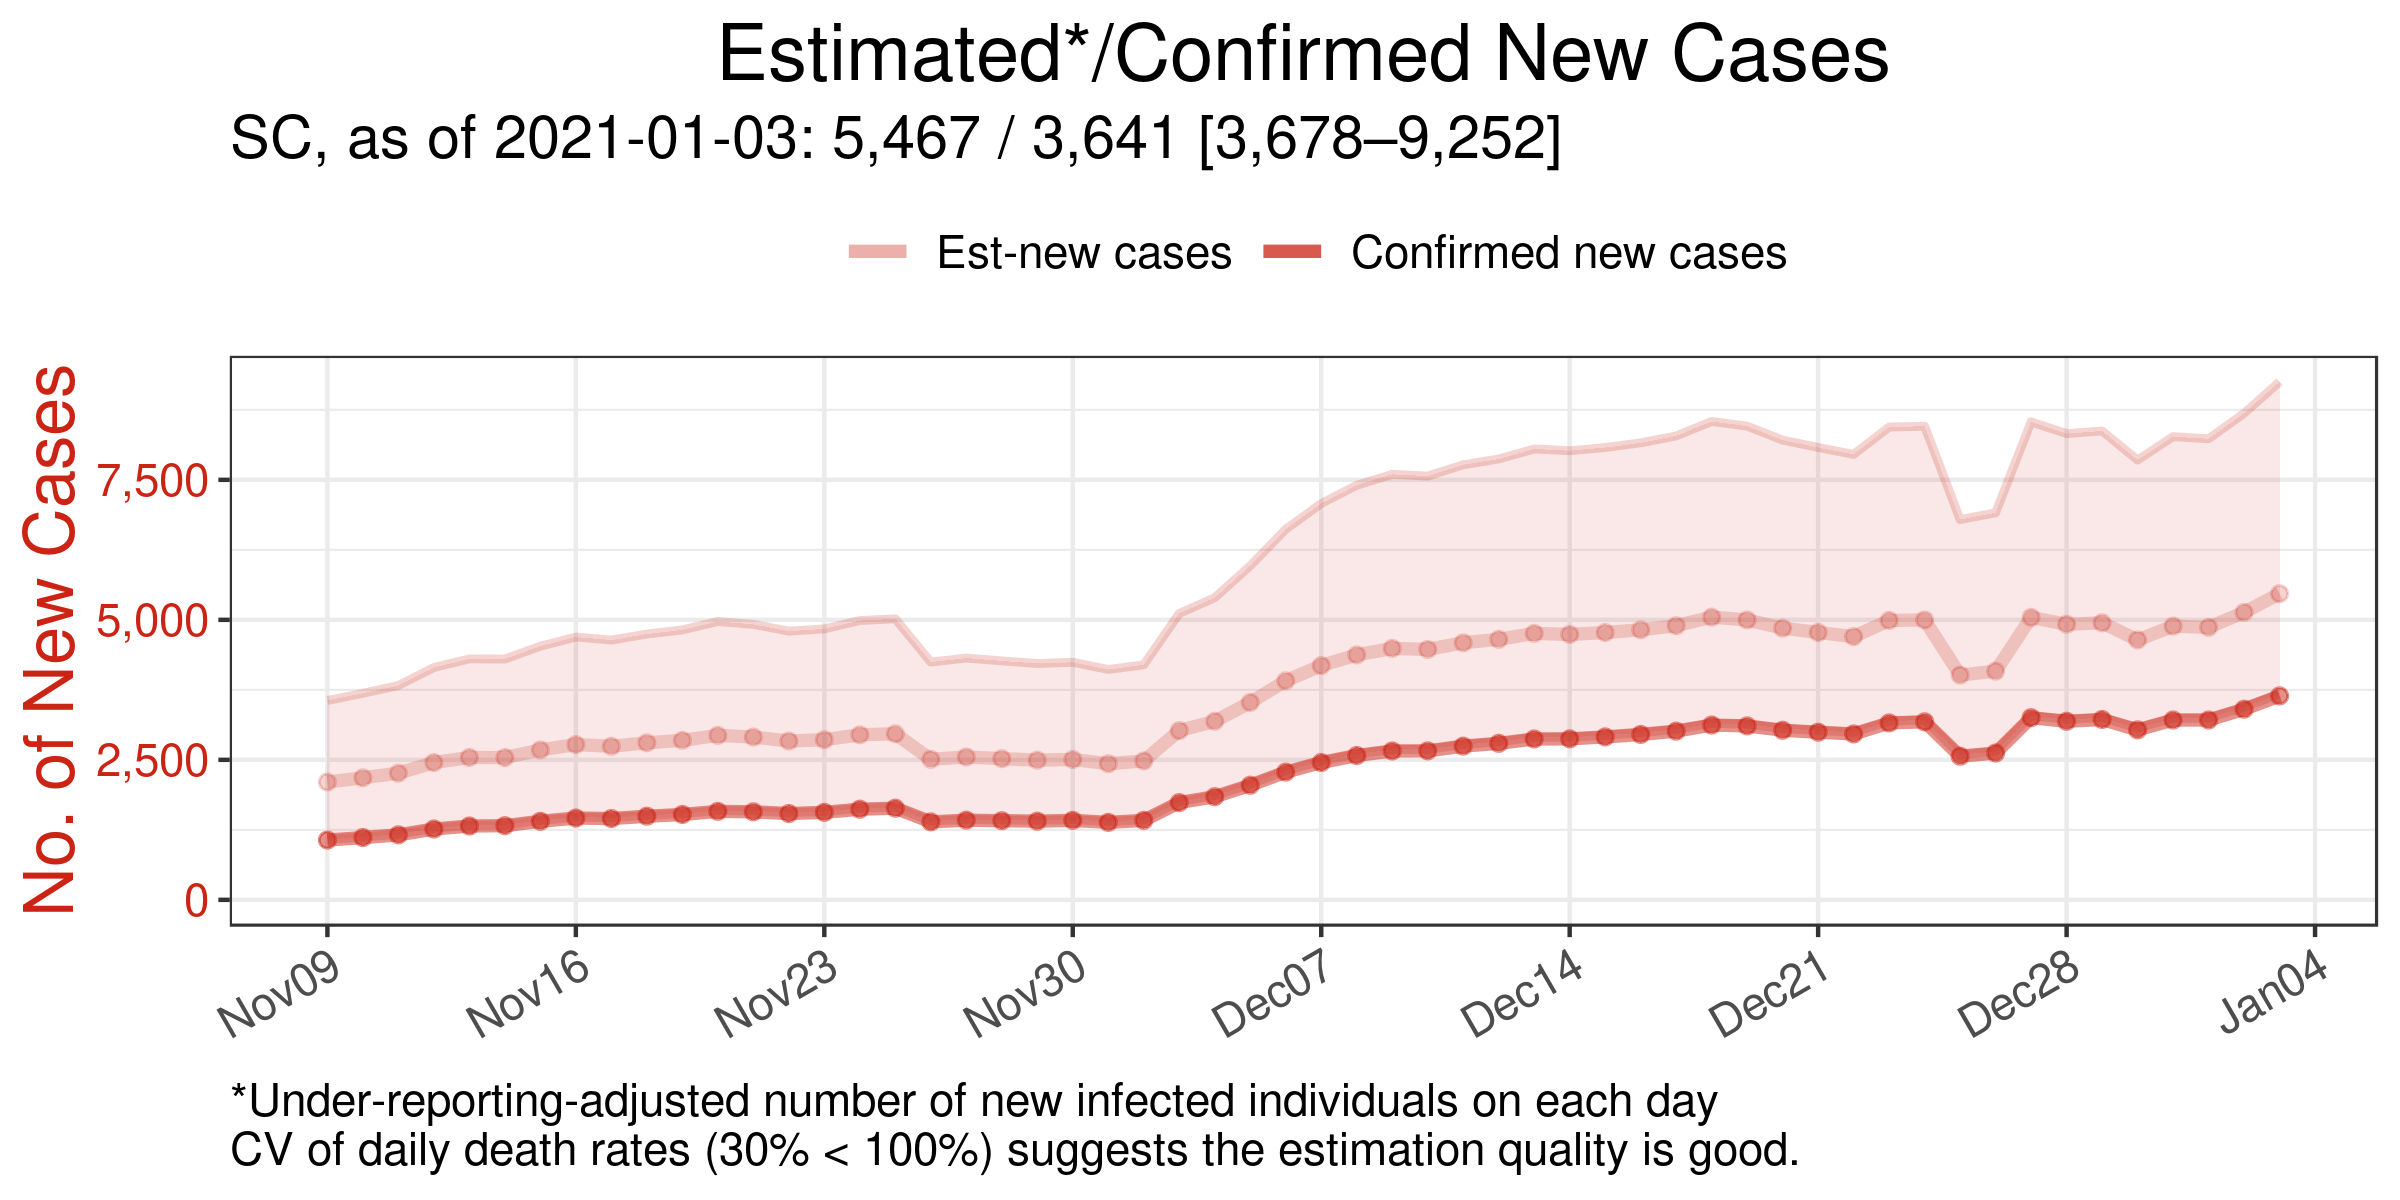 Estimated*/Confirmed New Cases
SC, as of 2021-01-03: 5,467 / 3,641 [3,678–9,252]
Est-new cases
Confirmed new cases
No. of New Cases
7,500
5,000
2,500
0
Nov09
Nov16
Nov23
Nov30
Dec07
Dec14
Dec21
Dec28
Jan04
*Under-reporting-adjusted number of new infected individuals on each day
CV of daily death rates (30% < 100%) suggests the estimation quality is good.